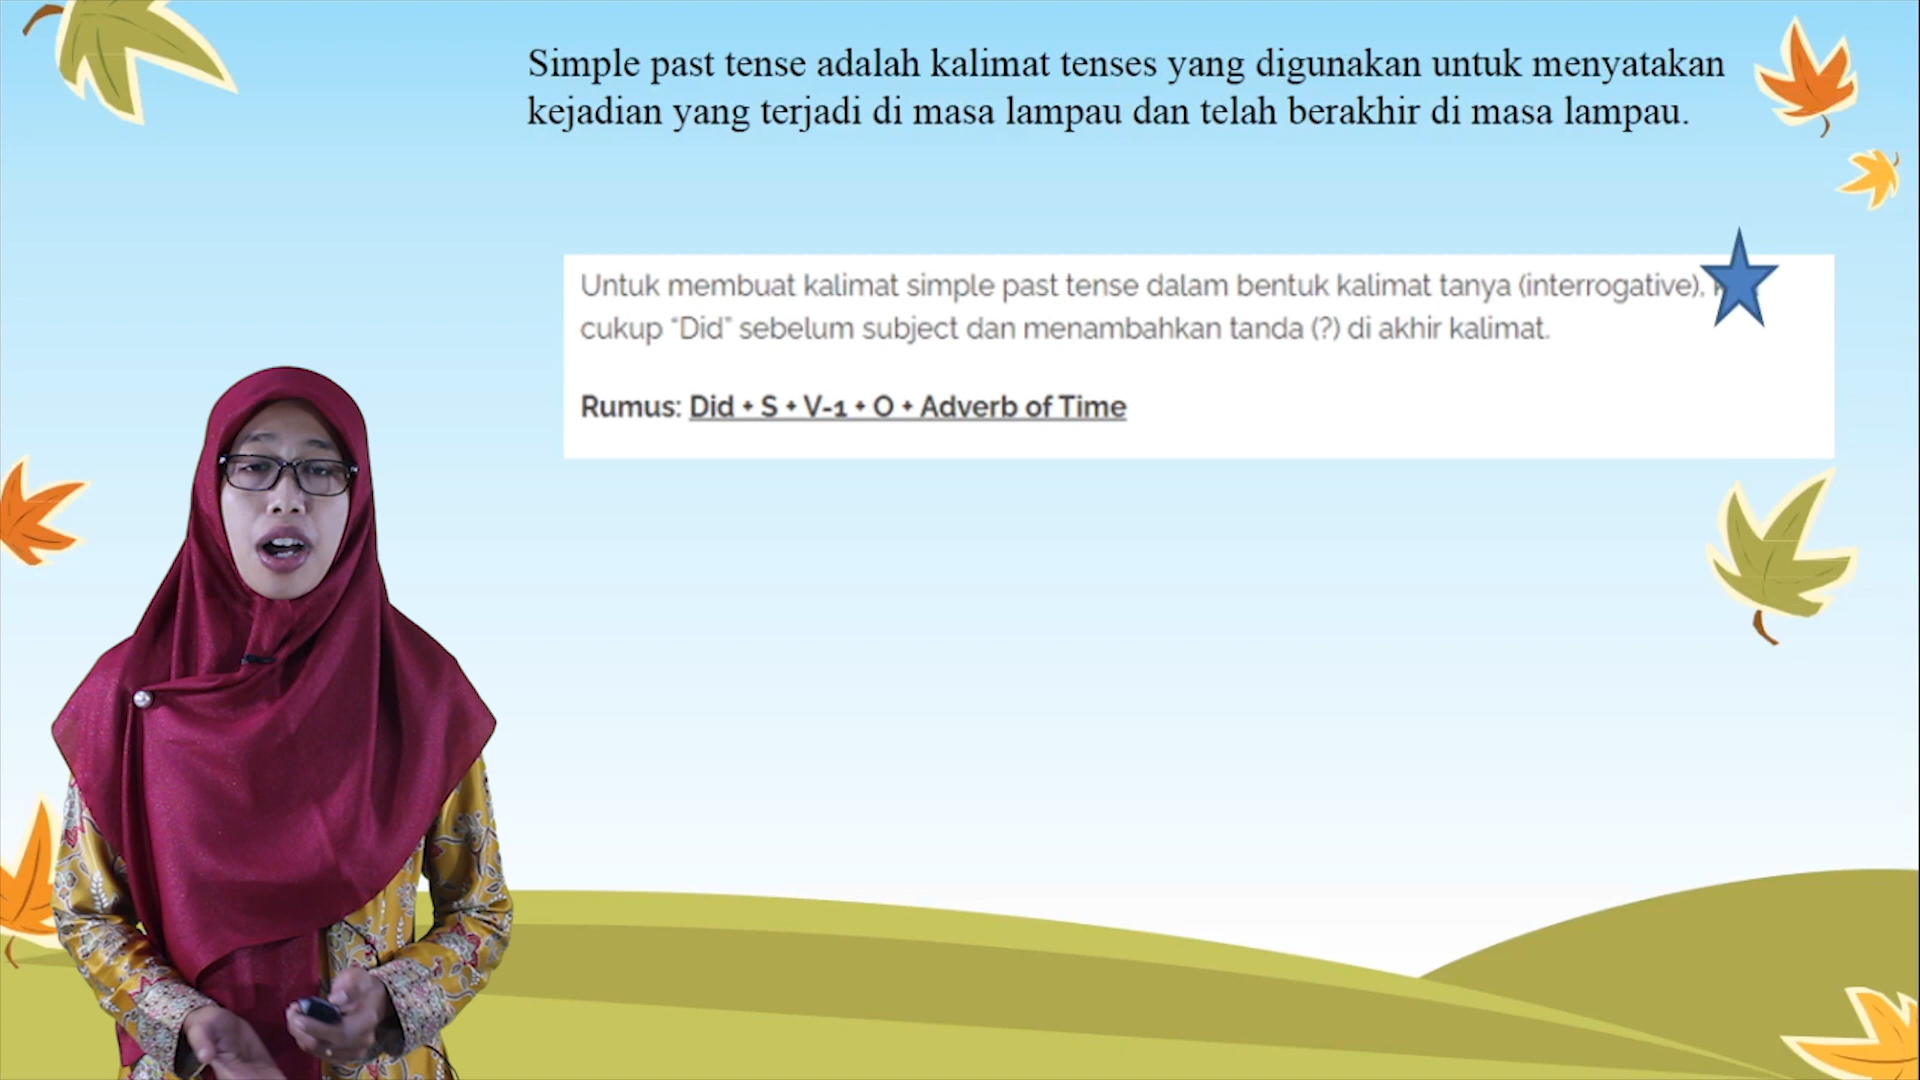 Simple past tense adalah kalimat tenses yang digunakan untuk menyatakan
kejadian yang terjadi di masa lampau dan telah berakhir di masa lampau.
Untuk membuat kalimat simple past tense dalam bentuk kalimat tanya (interrogative),
cukup "Did" sebelum subject dan menambahkan tanda (?) di akhir kalimat.
Rumus: Did + S + V-1 + O + Adverb of Time